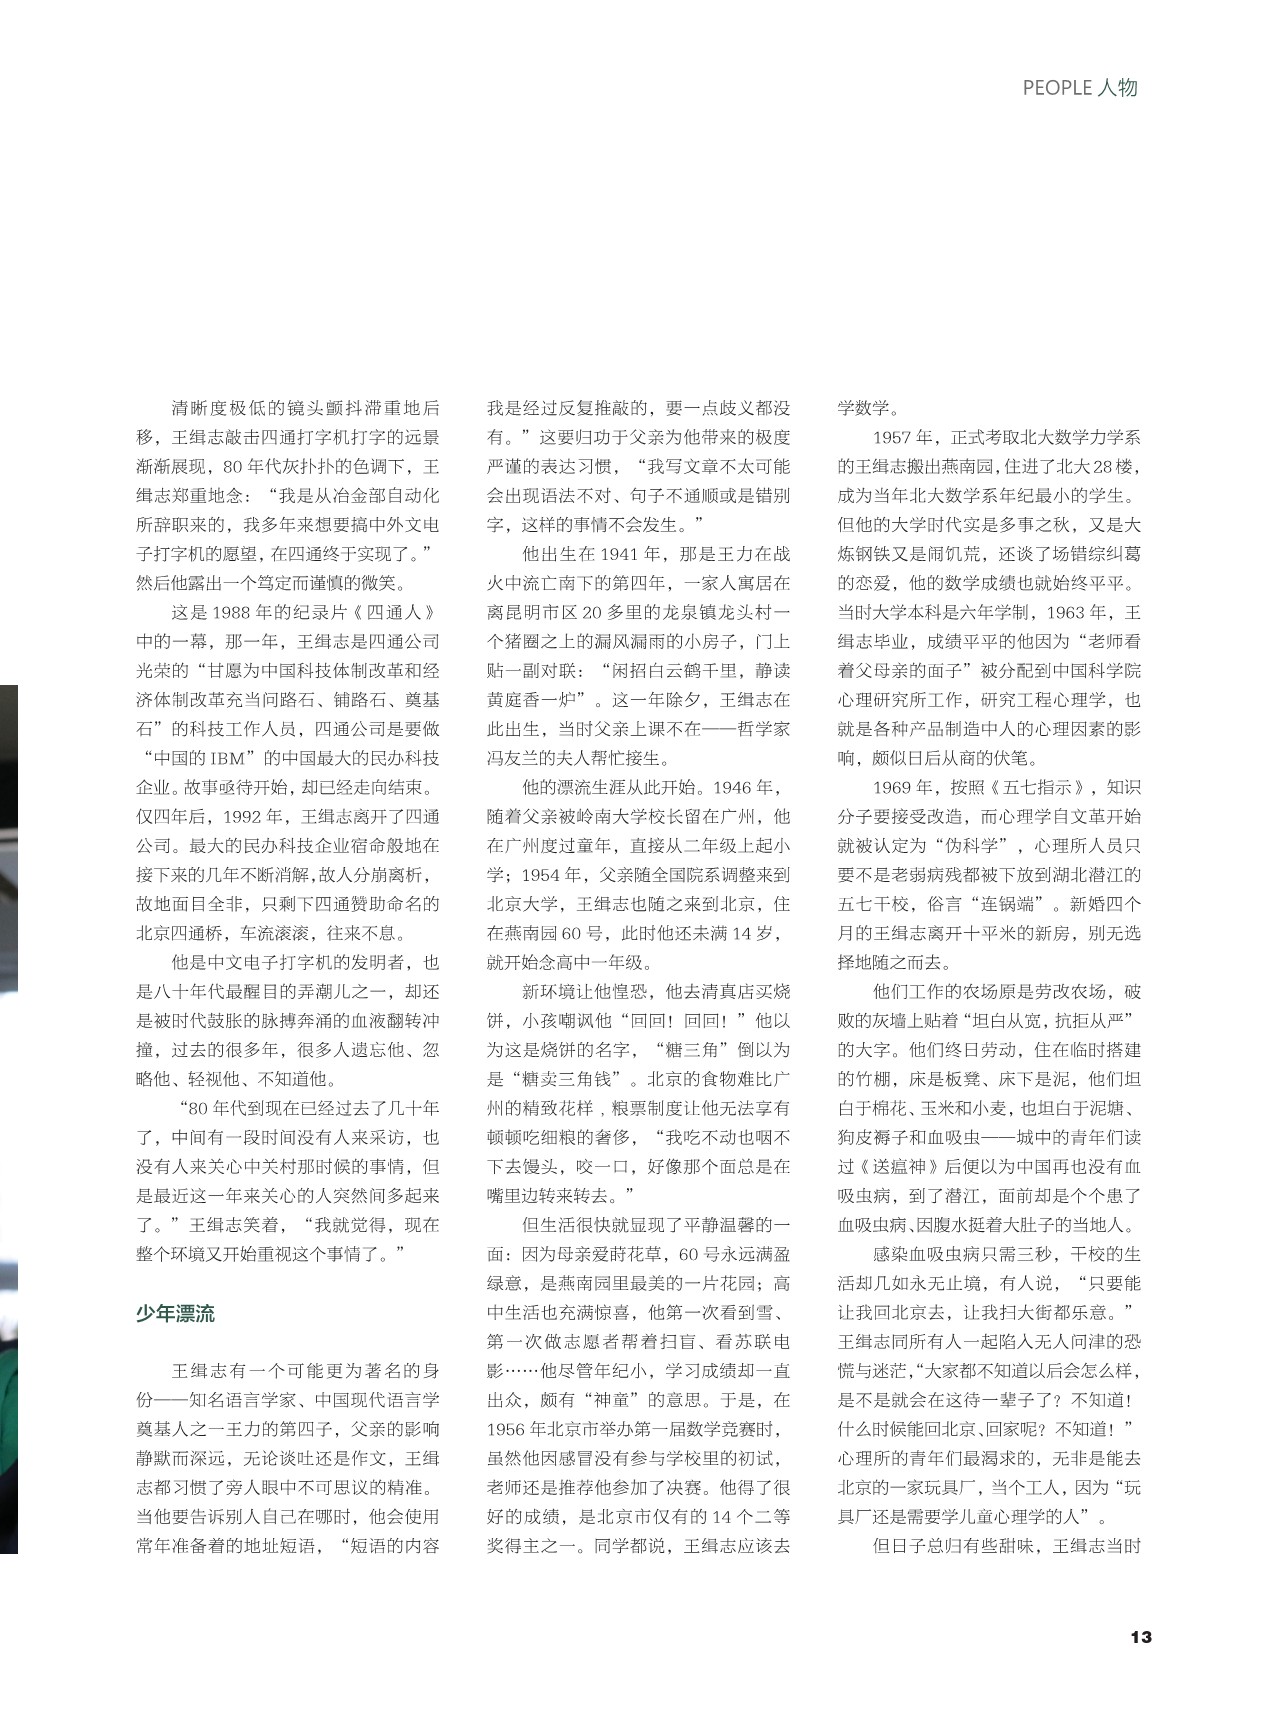 PEOPLE 人物
清晰度极低的镜头颤抖滞重地后
移，王缉志敲击四通打字机打字的远景
渐渐展现，80 年代灰扑扑的色调下，王
缉志郑重地念：“我是从冶金部自动化
所辞职来的，我多年来想要搞中外文电
子打字机的愿望，在四通终于实现了。”
然后他露出一个笃定而谨慎的微笑。
这是 1988 年的纪录片《四通人》
中的一幕，那一年，王缉志是四通公司
光荣的“甘愿为中国科技体制改革和经
济体制改革充当问路石、铺路石、奠基
石”的科技工作人员，四通公司是要做
“中国的 IBM”的中国最大的民办科技
企业。故事亟待开始，却已经走向结束。
仅四年后，1992 年，王缉志离开了四通
公司。最大的民办科技企业宿命般地在
接下来的几年不断消解，故人分崩离析，
故地面目全非，只剩下四通赞助命名的
北京四通桥，车流滚滚，往来不息。
他是中文电子打字机的发明者，也
是八十年代最醒目的弄潮儿之一，却还
是被时代鼓胀的脉搏奔涌的血液翻转冲
撞，过去的很多年，很多人遗忘他、忽
略他、轻视他、不知道他。
“80 年代到现在已经过去了几十年
了，中间有一段时间没有人来采访，也
没有人来关心中关村那时候的事情，但
是最近这一年来关心的人突然间多起来
了。”王缉志笑着，“我就觉得，现在
整个环境又开始重视这个事情了。”
少年漂流
王缉志有一个可能更为著名的身
份——知名语言学家、中国现代语言学
奠基人之一王力的第四子，父亲的影响
静默而深远，无论谈吐还是作文，王缉
志都习惯了旁人眼中不可思议的精准。
当他要告诉别人自己在哪时，他会使用
常年准备着的地址短语，“短语的内容
我是经过反复推敲的，要一点歧义都没
有。”这要归功于父亲为他带来的极度
严谨的表达习惯，“我写文章不太可能
会出现语法不对、句子不通顺或是错别
字，这样的事情不会发生。”
他出生在 1941 年，那是王力在战
火中流亡南下的第四年，一家人寓居在
离昆明市区 20 多里的龙泉镇龙头村一
个猪圈之上的漏风漏雨的小房子，门上
贴一副对联：“闲招白云鹤千里，静读
黄庭香一炉”。这一年除夕，王缉志在
此出生，当时父亲上课不在——哲学家
冯友兰的夫人帮忙接生。
他的漂流生涯从此开始。1946 年，
随着父亲被岭南大学校长留在广州，他
在广州度过童年，直接从二年级上起小
学；1954 年，父亲随全国院系调整来到
北京大学，王缉志也随之来到北京，住
在燕南园 60 号，此时他还未满 14 岁，
就开始念高中一年级。
新环境让他惶恐，他去清真店买烧
饼，小孩嘲讽他“回回！回回！”他以
为这是烧饼的名字，“糖三角”倒以为
是“糖卖三角钱”。北京的食物难比广
州的精致花样，粮票制度让他无法享有
顿顿吃细粮的奢侈，“我吃不动也咽不
下去馒头，咬一口，好像那个面总是在
嘴里边转来转去。”
但生活很快就显现了平静温馨的一
面：因为母亲爱莳花草，60 号永远满盈
绿意，是燕南园里最美的一片花园；高
中生活也充满惊喜，他第一次看到雪、
第一次做志愿者帮着扫盲、看苏联电
影……他尽管年纪小，学习成绩却一直
出众，颇有“神童”的意思。于是，在
1956 年北京市举办第一届数学竞赛时，
虽然他因感冒没有参与学校里的初试，
老师还是推荐他参加了决赛。他得了很
好的成绩，是北京市仅有的 14 个二等
奖得主之一。同学都说，王缉志应该去
学数学。
1957 年，正式考取北大数学力学系
的王缉志搬出燕南园，住进了北大 28 楼，
成为当年北大数学系年纪最小的学生。
但他的大学时代实是多事之秋，又是大
炼钢铁又是闹饥荒，还谈了场错综纠葛
的恋爱，他的数学成绩也就始终平平。
当时大学本科是六年学制，1963 年，王
缉志毕业，成绩平平的他因为“老师看
着父母亲的面子”被分配到中国科学院
心理研究所工作，研究工程心理学，也
就是各种产品制造中人的心理因素的影
响，颇似日后从商的伏笔。
1969 年，按照《五七指示》，知识
分子要接受改造，而心理学自文革开始
就被认定为“伪科学”，心理所人员只
要不是老弱病残都被下放到湖北潜江的
五七干校，俗言“连锅端”。新婚四个
月的王缉志离开十平米的新房，别无选
择地随之而去。
他们工作的农场原是劳改农场，破
败的灰墙上贴着“坦白从宽，抗拒从严”
的大字。他们终日劳动，住在临时搭建
的竹棚，床是板凳、床下是泥，他们坦
白于棉花、玉米和小麦，也坦白于泥塘、
狗皮褥子和血吸虫——城中的青年们读
过《送瘟神》后便以为中国再也没有血
吸虫病，到了潜江，面前却是个个患了
血吸虫病、因腹水挺着大肚子的当地人。
感染血吸虫病只需三秒，干校的生
活却几如永无止境，有人说，“只要能
让我回北京去，让我扫大街都乐意。”
王缉志同所有人一起陷入无人问津的恐
慌与迷茫，“大家都不知道以后会怎么样，
是不是就会在这待一辈子了？不知道！
什么时候能回北京、回家呢？不知道！”
心理所的青年们最渴求的，无非是能去
北京的一家玩具厂，当个工人，因为“玩
具厂还是需要学儿童心理学的人”。
但日子总归有些甜味，王缉志当时
13